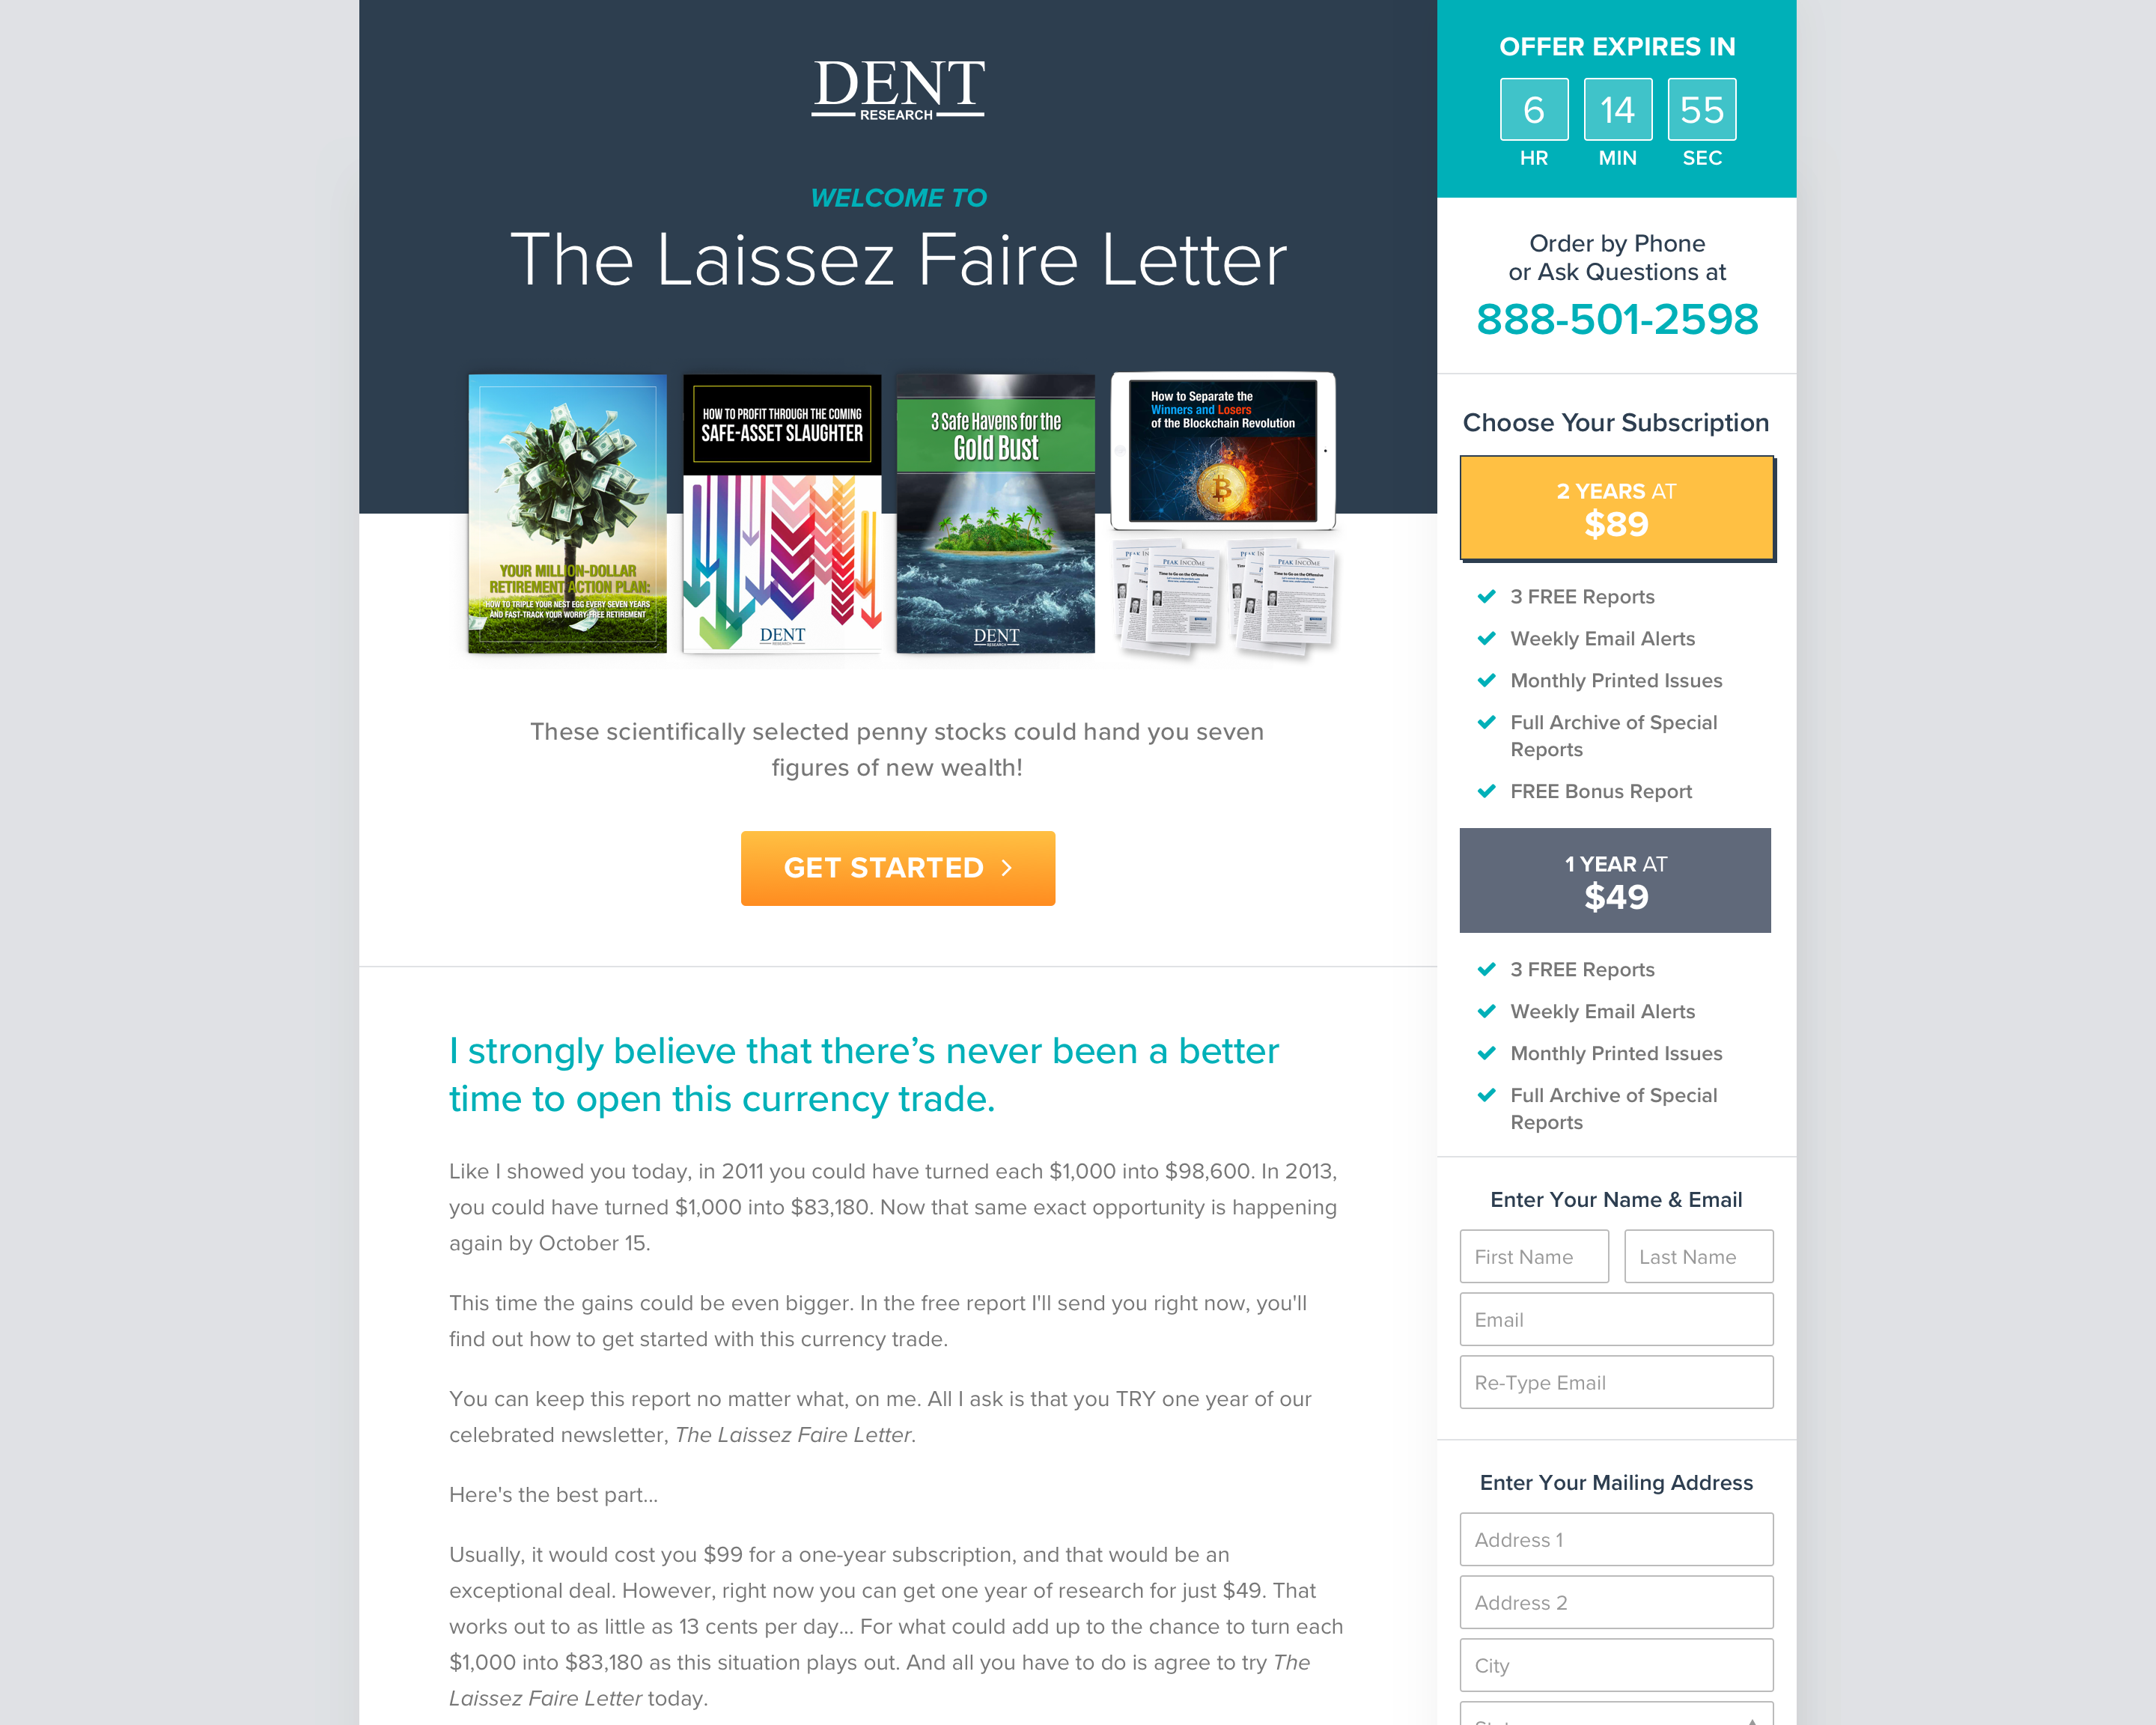 DENT
RESEARCH
WELCOME TO
The Laissez Faire Letter
YOUR MILLION-DOLLAR
RETIREMENT ACTION PLAN:
HOW TO TRIPLE YOUR NEST EGG EVERY SEVEN YEARS
AND FAST-TRACK YOUR WORRY-FREE RETIREMENT
HOW TO PROFIT THROUGH THE COMING
SAFE-ASSET SLAUGHTER
DENT
RESEARCH
3 Safe Havens for the
Gold Bust
DENT
RESEARCH
How to Separate the
Winners and Losers
of the Blockchain Revolution
PEAK INCOME
Time to Go on the Offensive
PEAK INCOME
Time to Go on the Offensive
These scientifically selected penny stocks could hand you seven
figures of new wealth!
GET STARTED
I strongly believe that there’s never been a better
time to open this currency trade.
Like I showed you today, in 2011 you could have turned each $1,000 into $98,600. In 2013,
you could have turned $1,000 into $83,180. Now that same exact opportunity is happening
again by October 15.
This time the gains could be even bigger. In the free report I'll send you right now, you'll
find out how to get started with this currency trade.
You can keep this report no matter what, on me. All I ask is that you TRY one year of our
celebrated newsletter, The Laissez Faire Letter.
Here's the best part...
Usually, it would cost you $99 for a one-year subscription, and that would be an
exceptional deal. However, right now you can get one year of research for just $49. That
works out to as little as 13 cents per day... For what could add up to the chance to turn each
$1,000 into $83,180 as this situation plays out. And all you have to do is agree to try The
Laissez Faire Letter today.
OFFER EXPIRES IN
6 14 55
HR MIN SEC
Order by Phone
or Ask Questions at
888-501-2598
Choose Your Subscription
2 YEARS AT
$89
3 FREE Reports
Weekly Email Alerts
Monthly Printed Issues
Full Archive of Special
Reports
FREE Bonus Report
1 YEAR AT
$49
3 FREE Reports
Weekly Email Alerts
Monthly Printed Issues
Full Archive of Special
Reports
Enter Your Name & Email
First Name Last Name
Email
Re-Type Email
Enter Your Mailing Address
Address 1
Address 2
City